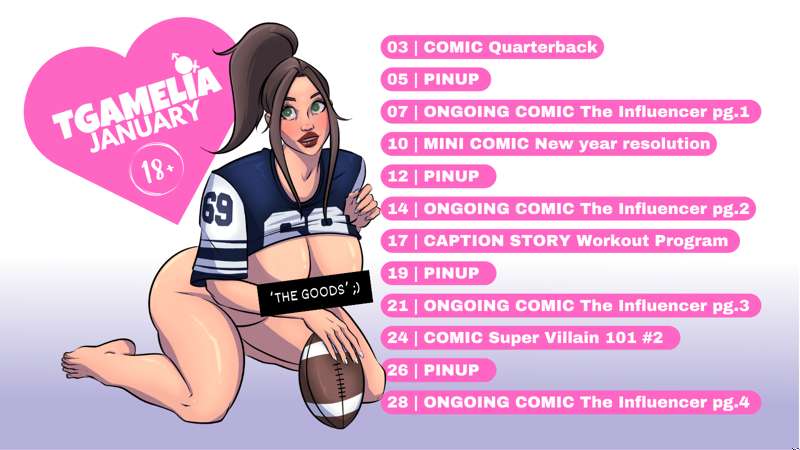 TGAMELIA
JANUARY
18+
69
'THE GOODS' ;)
03 | COMIC Quarterback
05 | PINUP
07 | ONGOING COMIC The Influencer pg.1
10 | MINI COMIC New year resolution
12 | PINUP
14 | ONGOING COMIC The Influencer pg.2
17 | CAPTION STORY Workout Program
19 | PINUP
21 | ONGOING COMIC The Influencer pg.3
24 | COMIC Super Villain 101 #2
26 | PINUP
28 | ONGOING COMIC The Influencer pg.4